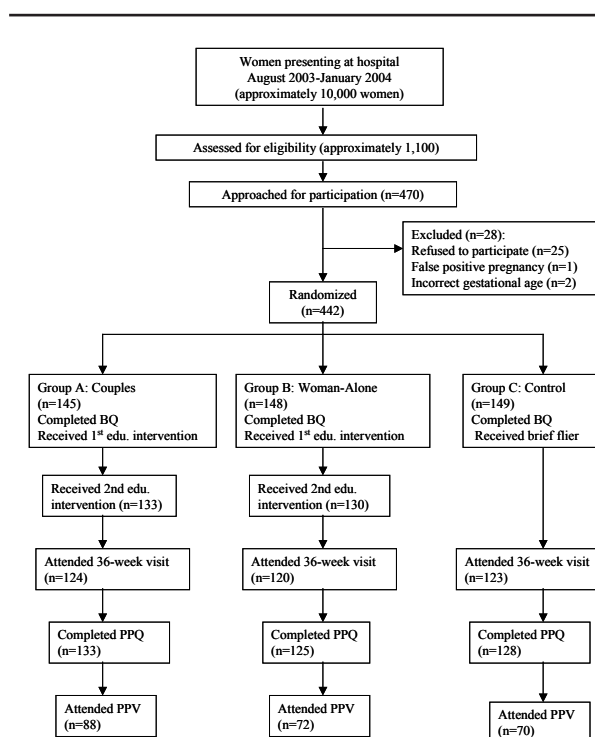 Women presenting at hospital
August 2003-January 2004
(approximately 10,000 women)
Assessed for eligibility (approximately 1,100)
Approached for participation (n=470)
Excluded (n=28):
Refused to participate (n=25)
False positive pregnancy (n=1)
Incorrect gestational age (n=2)
Randomized
(n=442)
Group A: Couples
(n=145)
Completed BQ
Received 1st edu. intervention
Group B: Woman-Alone
(n=148)
Completed BQ
Received 1st edu. intervention
Group C: Control
(n=149)
Completed BQ
Received brief flier
Received 2nd edu.
intervention (n=133)
Received 2nd edu.
intervention (n=130)
Attended 36-week visit
(n=124)
Attended 36-week visit
(n=120)
Attended 36-week visit
(n=123)
Completed PPQ
(n=133)
Completed PPQ
(n=125)
Completed PPQ
(n=128)
Attended PPV
(n=88)
Attended PPV
(n=72)
Attended PPV
(n=70)